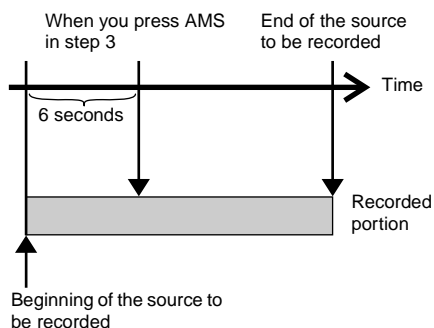 When you press AMS
in step 3
End of the source
to be recorded
Time
6 seconds
Recorded
portion
Beginning of the source to
be recorded